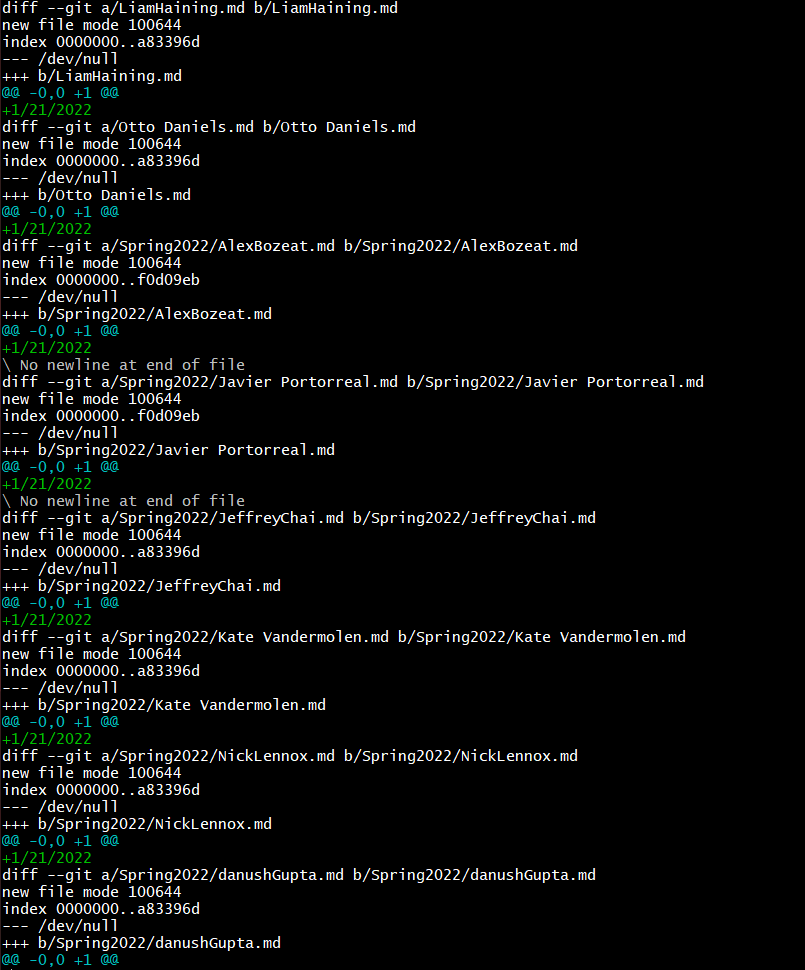 diff --git a/LiamHaining.md b/LiamHaining.md
new file mode 100644
index 0000000..a83396d
--- /dev/null
+++ b/LiamHaining.md
@@ -0,0 +1 @@
+1/21/2022
diff --git a/Otto Daniels.md b/Otto Daniels.md
new file mode 100644
index 0000000..a83396d
--- /dev/null
+++ b/Otto Daniels.md
@@ -0,0 +1 @@
+1/21/2022
diff --git a/Spring2022/AlexBozeat.md b/Spring2022/AlexBozeat.md
new file mode 100644
index 0000000..f0d09eb
--- /dev/null
+++ b/Spring2022/AlexBozeat.md
@@ -0,0 +1 @@
+1/21/2022
\ No newline at end of file
diff --git a/Spring2022/Javier Portorreal.md b/Spring2022/Javier Portorreal.md
new file mode 100644
index 0000000..f0d09eb
--- /dev/null
+++ b/Spring2022/Javier Portorreal.md
@@ -0,0 +1 @@
+1/21/2022
\ No newline at end of file
diff --git a/Spring2022/JeffreyChai.md b/Spring2022/JeffreyChai.md
new file mode 100644
index 0000000..a83396d
--- /dev/null
+++ b/Spring2022/JeffreyChai.md
@@ -0,0 +1 @@
+1/21/2022
diff --git a/Spring2022/Kate Vandermolen.md b/Spring2022/Kate Vandermolen.md
new file mode 100644
index 0000000..a83396d
--- /dev/null
+++ b/Spring2022/Kate Vandermolen.md
@@ -0,0 +1 @@
+1/21/2022
diff --git a/Spring2022/NickLennox.md b/Spring2022/NickLennox.md
new file mode 100644
index 0000000..a83396d
--- /dev/null
+++ b/Spring2022/NickLennox.md
@@ -0,0 +1 @@
+1/21/2022
diff --git a/Spring2022/danushGupta.md b/Spring2022/danushGupta.md
new file mode 100644
index 0000000..a83396d
--- /dev/null
+++ b/Spring2022/danushGupta.md
@@ -0,0 +1 @@